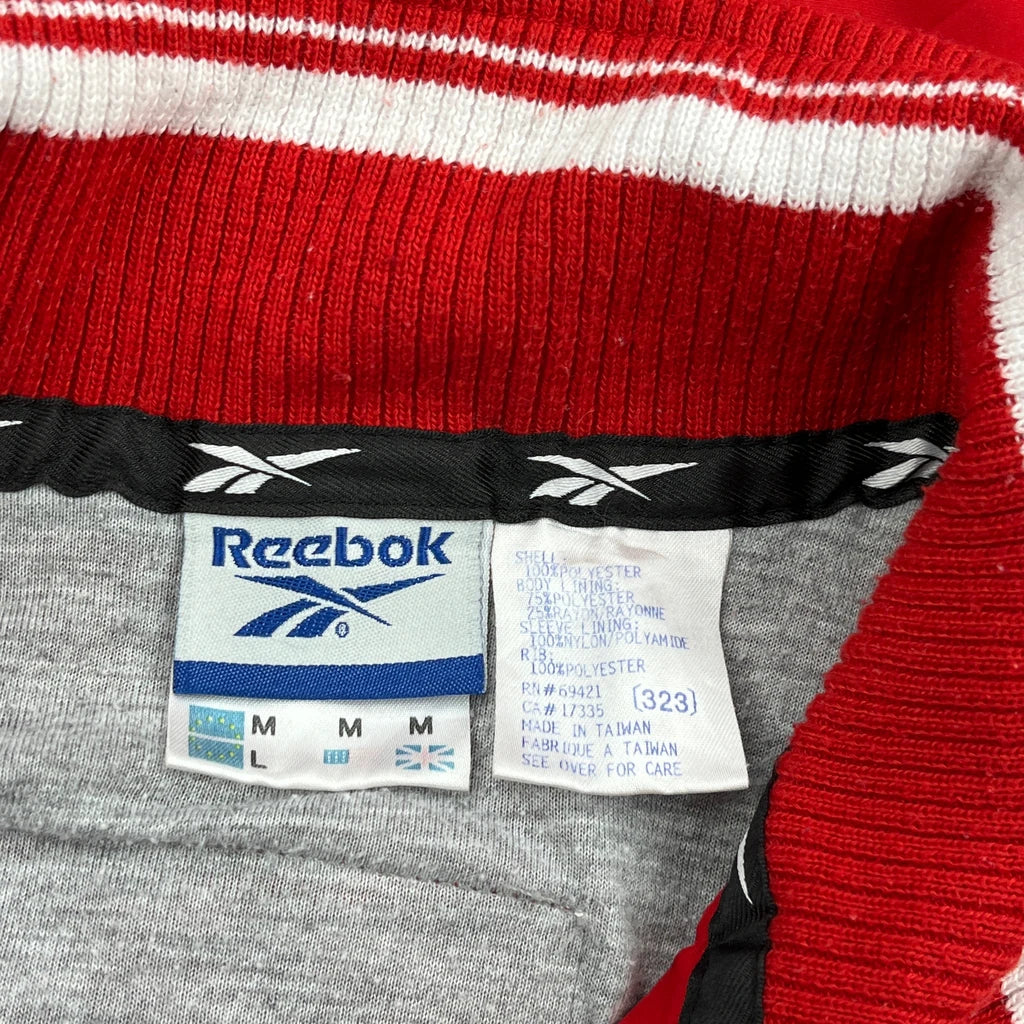 Reebok
®
M M M
L
SHELL:
100%POLYESTER
BODY LINING:
75%POLYESTER
25%RAYON/RAYONNE
SLEEVE LINING:
100%NYLON/POLYAMIDE
RIB:
100%POLYESTER
RN#69421 (323)
CA#17335
MADE IN TAIWAN
FABRIQUE A TAIWAN
SEE OVER FOR CARE